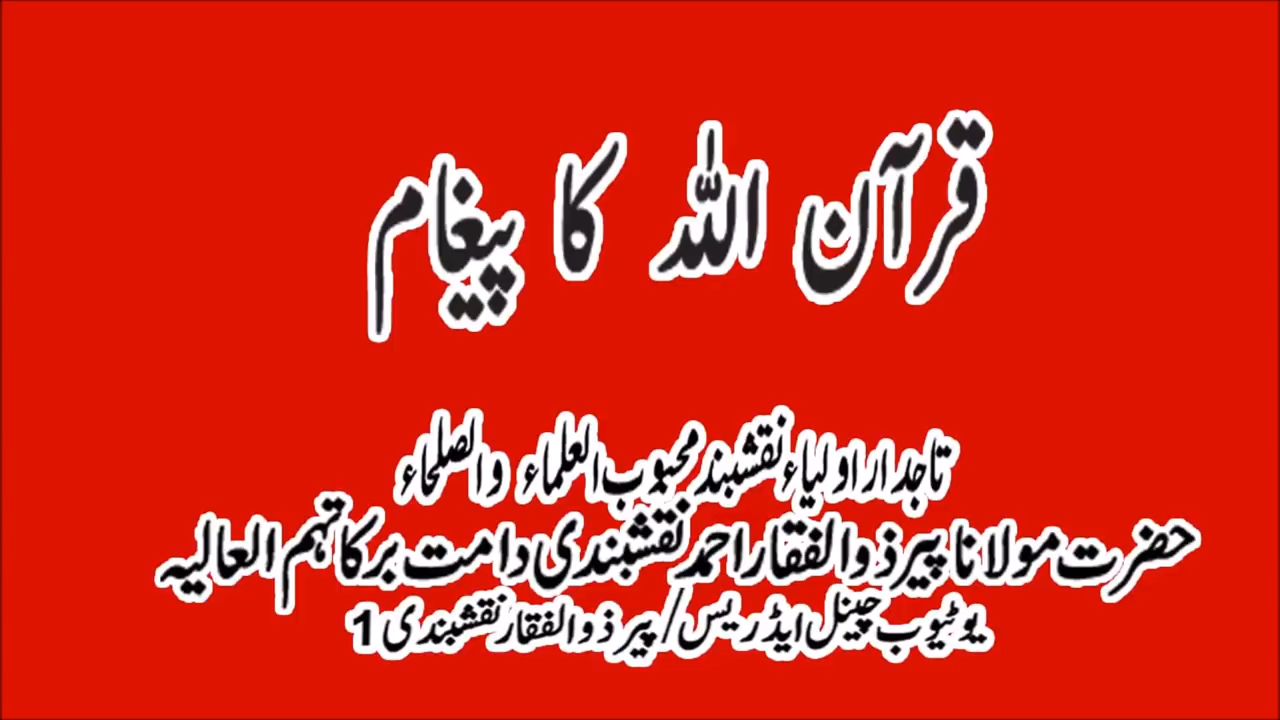 قرآن اللہ کا پیغام
تاجدار اولیاء نقشبند محبوب العلماء والصلحاء
حضرت مولانا پیر ذوالفقار احمد نقشبندی دامت برکاتہم العالیہ
یوٹیوب چینل ایڈریس/ پیر ذوالفقار نقشبندی 1